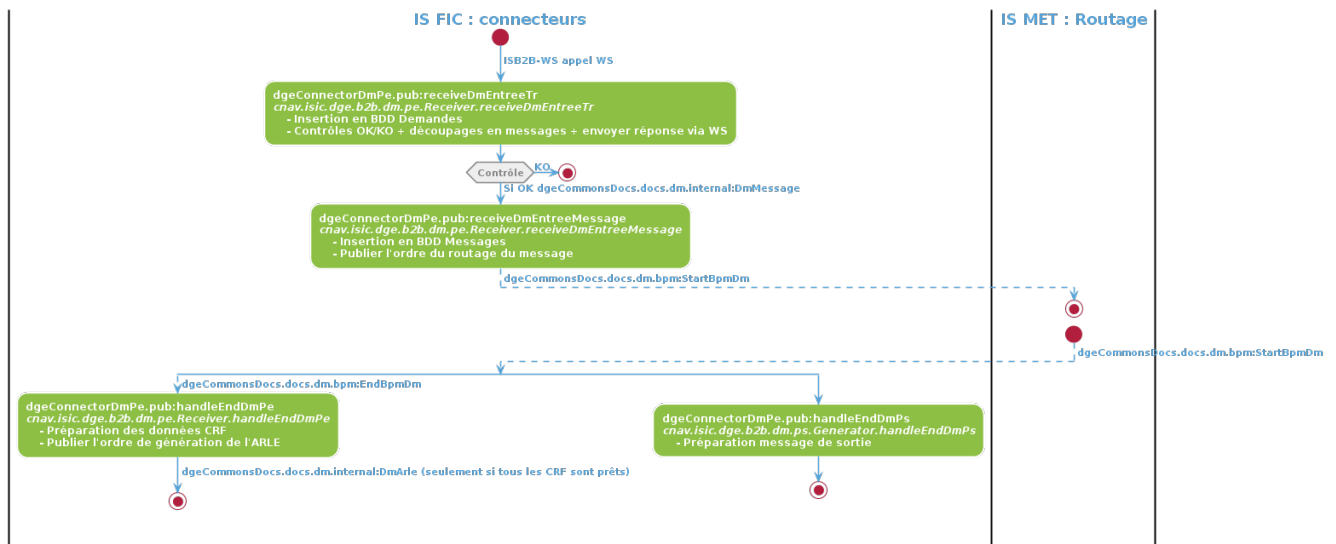 IS FIC : connecteurs
IS MET : Routage
ISB2B-WS appel WS
dgeConnectorDmPe.pub:receiveDmEntreeTr
cnav.isic.dge.b2b.dm.pe.Receiver.receiveDmEntreeTr
- Insertion en BDD Demandes
- Contrôles OK/KO + découpages en messages + envoyer réponse via WS
Contrôle
KO
Si OK dgeCommonsDocs.docs.dm.internal:DmMessage
dgeConnectorDmPe.pub:receiveDmEntreeMessage
cnav.isic.dge.b2b.dm.pe.Receiver.receiveDmEntreeMessage
- Insertion en BDD Messages
- Publier l'ordre du routage du message
dgeCommonsDocs.docs.dm.bpm:StartBpmDm
dgeCommonsDocs.docs.dm.bpm:StartBpmDm
dgeCommonsDocs.docs.dm.bpm:EndBpmDm
dgeConnectorDmPe.pub:handleEndDmPe
cnav.isic.dge.b2b.dm.pe.Receiver.handleEndDmPe
- Préparation des données CRF
- Publier l'ordre de génération de l'ARLE
dgeConnectorDmPe.pub:handleEndDmPs
cnav.isic.dge.b2b.dm.ps.Generator.handleEndDmPs
- Préparation message de sortie
dgeCommonsDocs.docs.dm.internal:DmArle (seulement si tous les CRF sont prêts)